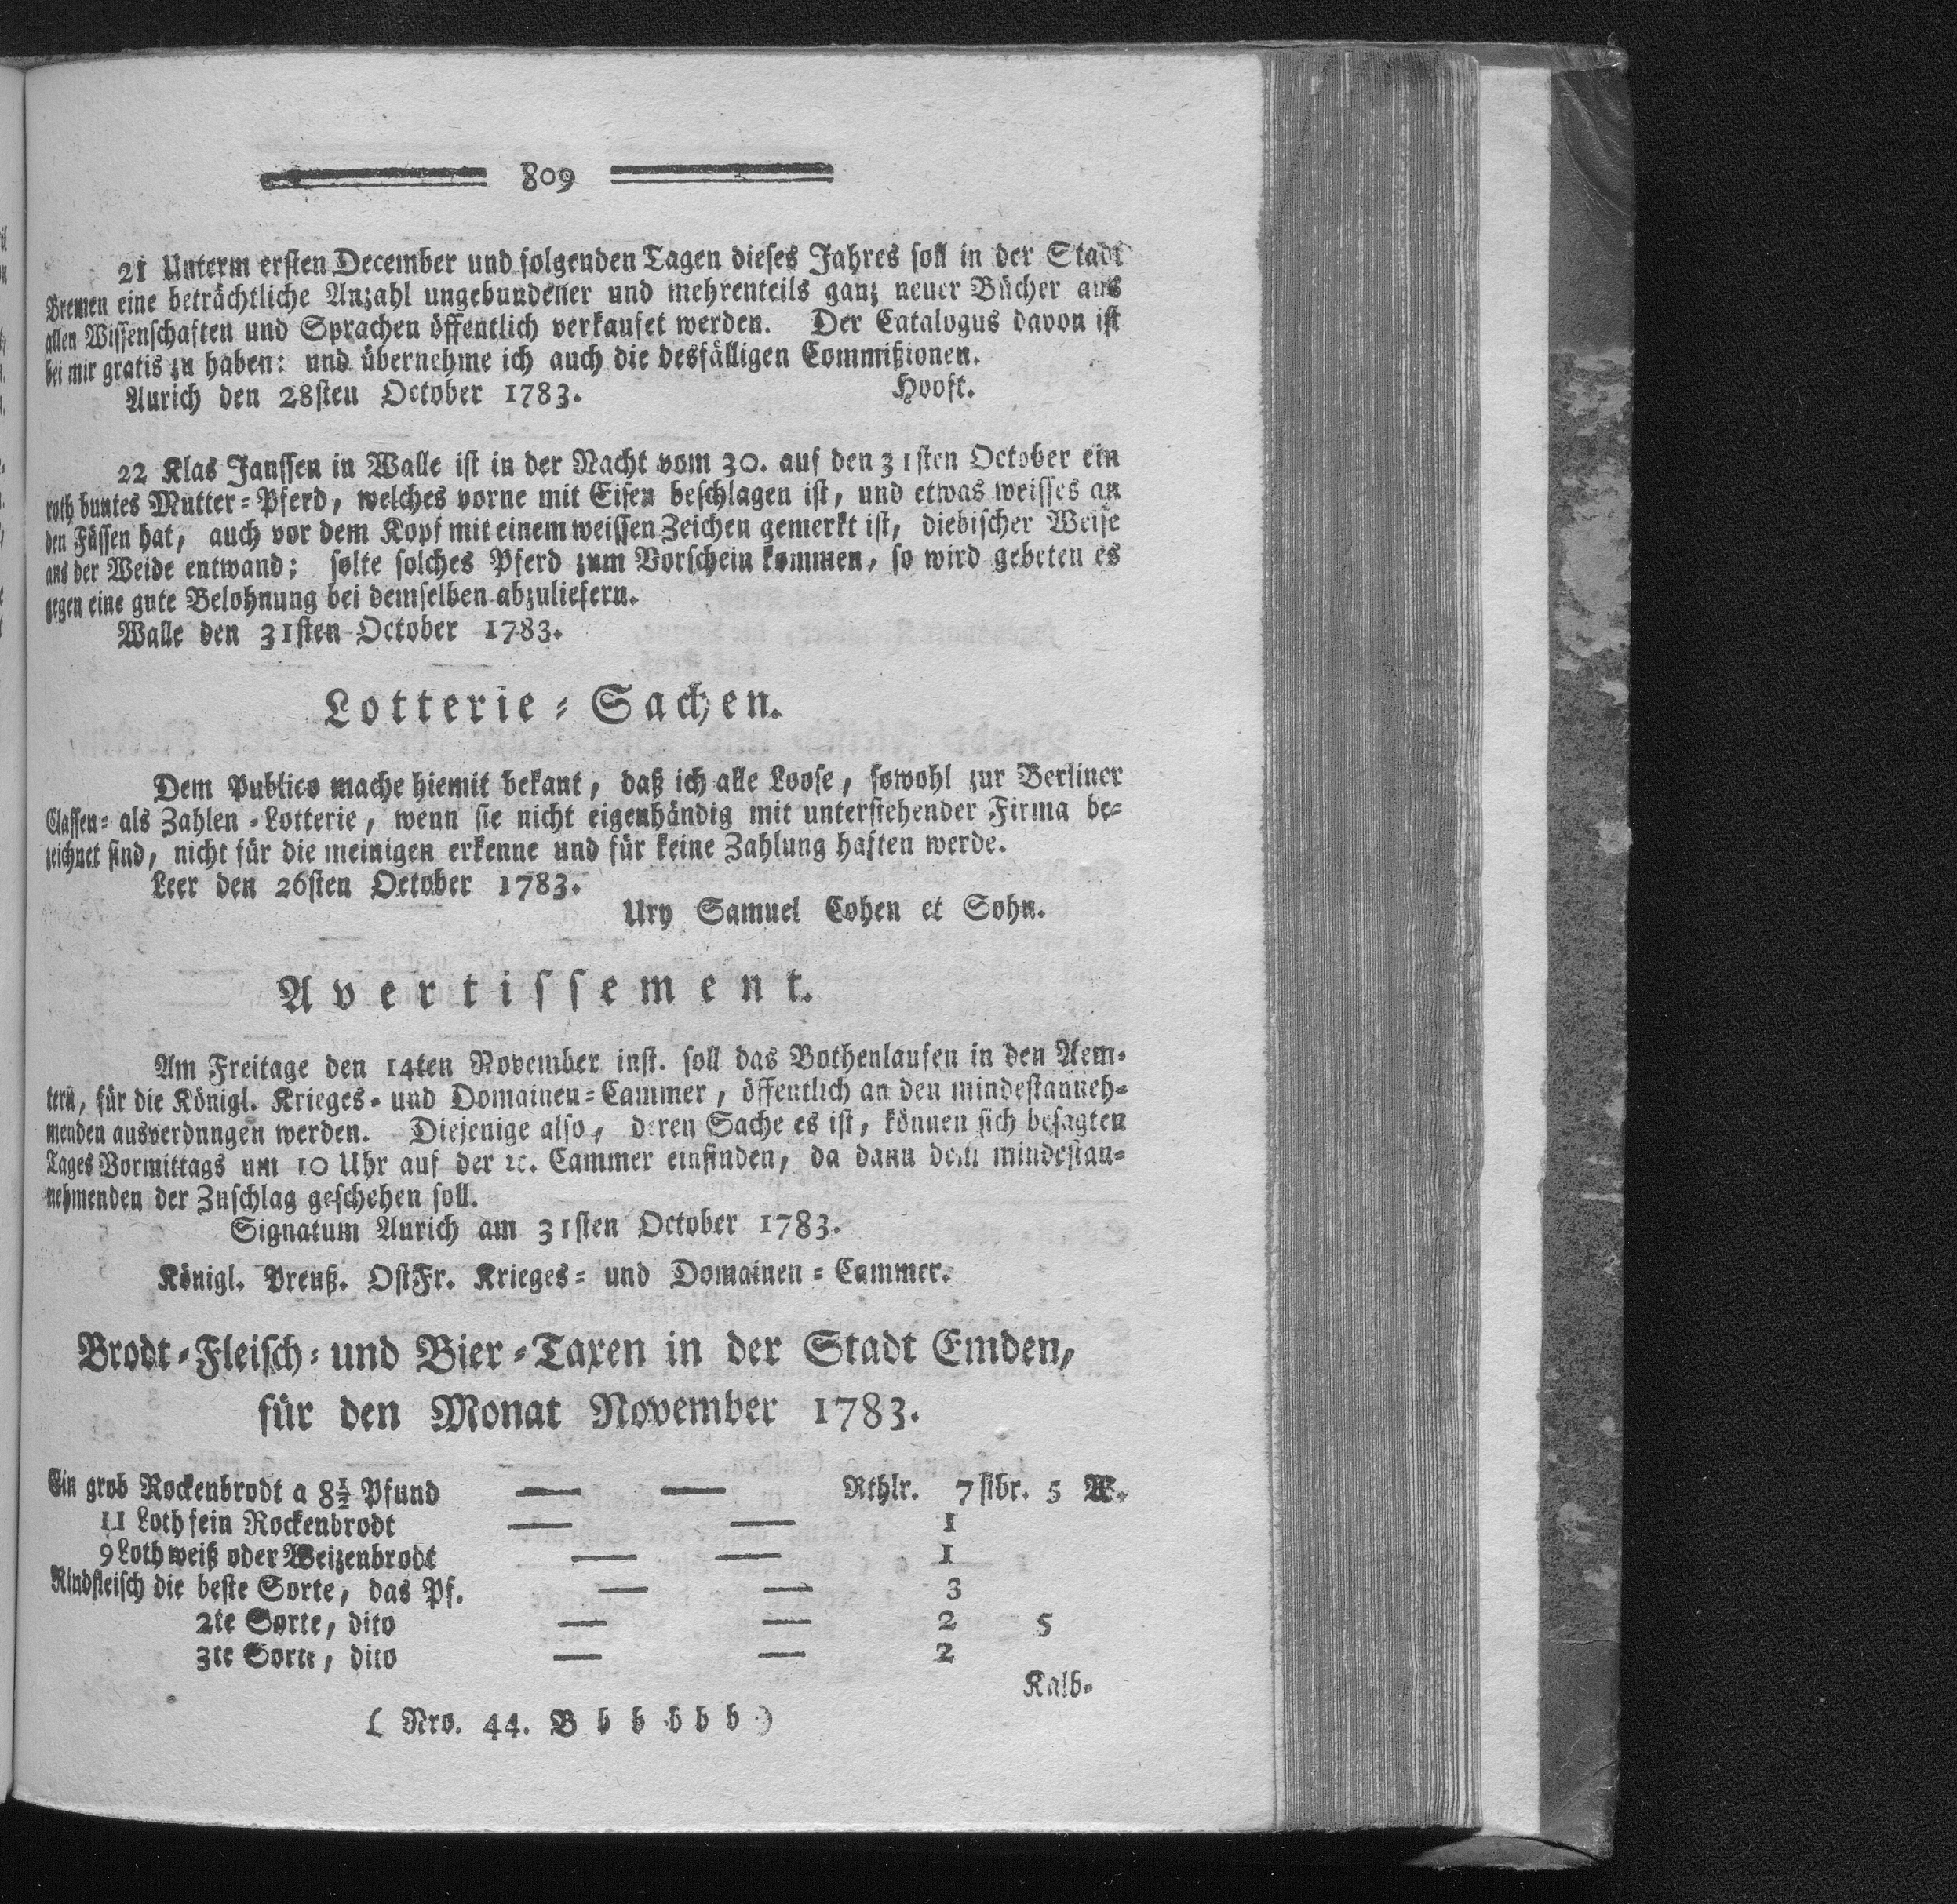 809
21 Unterm ersten December und folgenden Tagen dieses Jahres soll in der Stadt
Bremen eine beträchtliche Anzahl ungebundener und mehrenteils ganz neuer Bücher aus
allen Wissenschaften und Sprachen öffentlich verkaufet werden. Der Catalogus davon ist
bei mir gratis zu haben: und übernehme ich auch die desfälligen Commißionen.
Aurich den 28sten October 1783. Hooft.
22 Klas Janssen in Walle ist in der Nacht vom 30. auf den 31sten October ein
roth buntes Mutter-Pferd, welches vorne mit Eisen beschlagen ist, und etwas weisses an
den Füssen hat, auch vor dem Kopf mit einem weissen Zeichen gemerkt ist, diebischer Weise
aus der Weide entwand; solte solches Pferd zum Vorschein kommen, so wird gebeten es
gegen eine gute Belohnung bei demselben abzuliefern.
Walle den 31sten October 1783.
Lotterie-Sachen.
Dem Publico mache hiemit bekant, daß ich alle Loose, sowohl zur Berliner
Classen- als Zahlen-Lotterie, wenn sie nicht eigenhändig mit unterstehender Firma be-
zeichnet sind, nicht für die meinigen erkenne und für keine Zahlung haften werde.
Leer den 26sten October 1783.
Ury Samuel Cohen et Sohn.
Avertissement.
Am Freitage den 14ten November inst. soll das Bothenlaufen in den Aem-
tern, für die Königl. Krieges- und Domainen-Cammer, öffentlich an den mindestanneh-
menden ausverdungen werden. Diejenige also, deren Sache es ist, können sich besagten
Tages Vormittags um 10 Uhr auf der ꝛc. Cammer einfinden, da dann dem mindestan-
nehmenden der Zuschlag geschehen soll.
Signatum Aurich am 31sten October 1783.
Königl. Preuß. OstFr. Krieges- und Domainen-Cammer.
Brodt-Fleisch- und Bier-Taxen in der Stadt Emden,
für den Monat November 1783.
Ein grob Rockenbrodt a 8½ Pfund — — Rthlr. 7 stbr. 5 W.
11 Loth fein Rockenbrodt — — 1
9 Loth weiß oder Weizenbrodt — — 1
Rindfleisch die beste Sorte, das Pf. — — 3
2te Sorte, dito — — 2 5
3te Sorte, dito — — 2
Kalb-
( Nro. 44. B b b b b b )